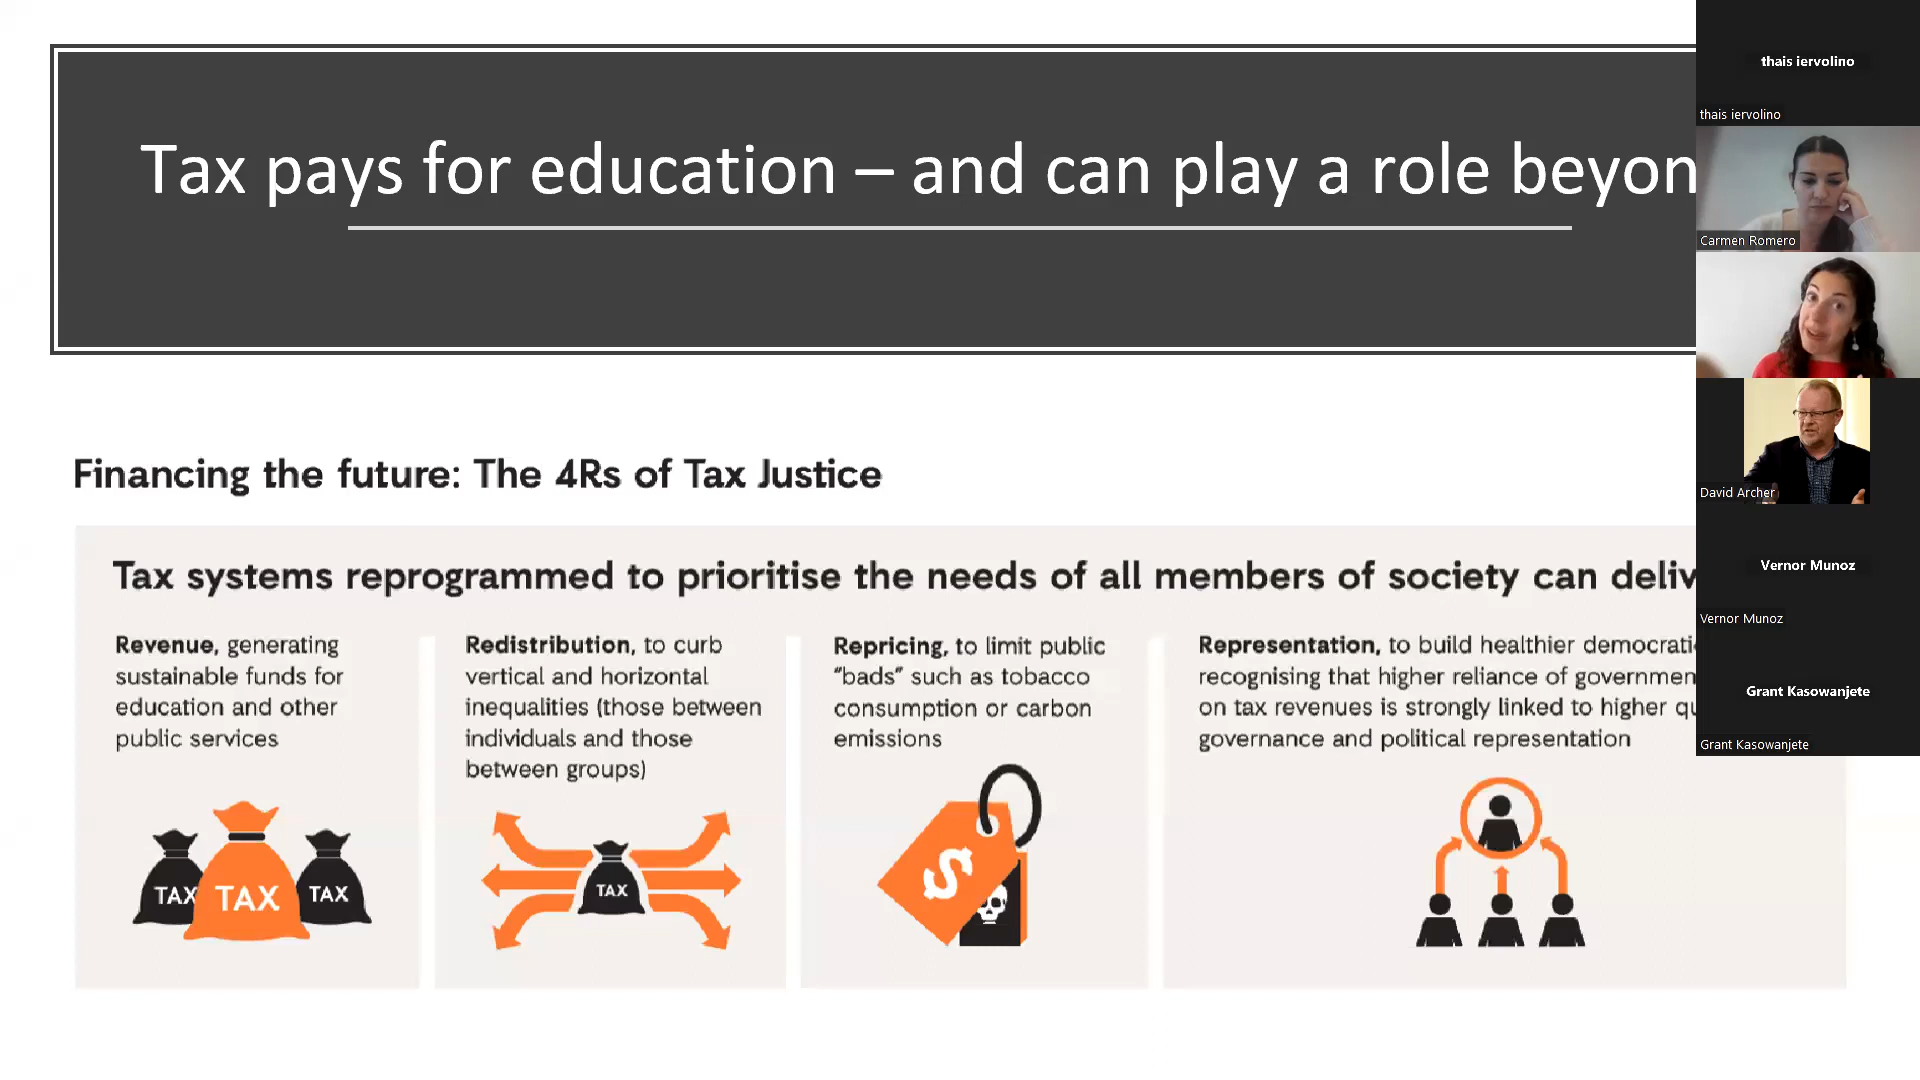 Tax pays for education – and can play a role beyon
Financing the future: The 4Rs of Tax Justice
Tax systems reprogrammed to prioritise the needs of all members of society can deliv
Revenue, generating
sustainable funds for
education and other
public services
Redistribution, to curb
vertical and horizontal
inequalities (those between
individuals and those
between groups)
Repricing, to limit public
“bads” such as tobacco
consumption or carbon
emissions
Representation, to build healthier democrati
recognising that higher reliance of governmen
on tax revenues is strongly linked to higher qu
governance and political representation
TAX
TAX
TAX
TAX
$
thais iervolino
thais iervolino
Carmen Romero
David Archer
Vernor Munoz
Vernor Munoz
Grant Kasowanjete
Grant Kasowanjete